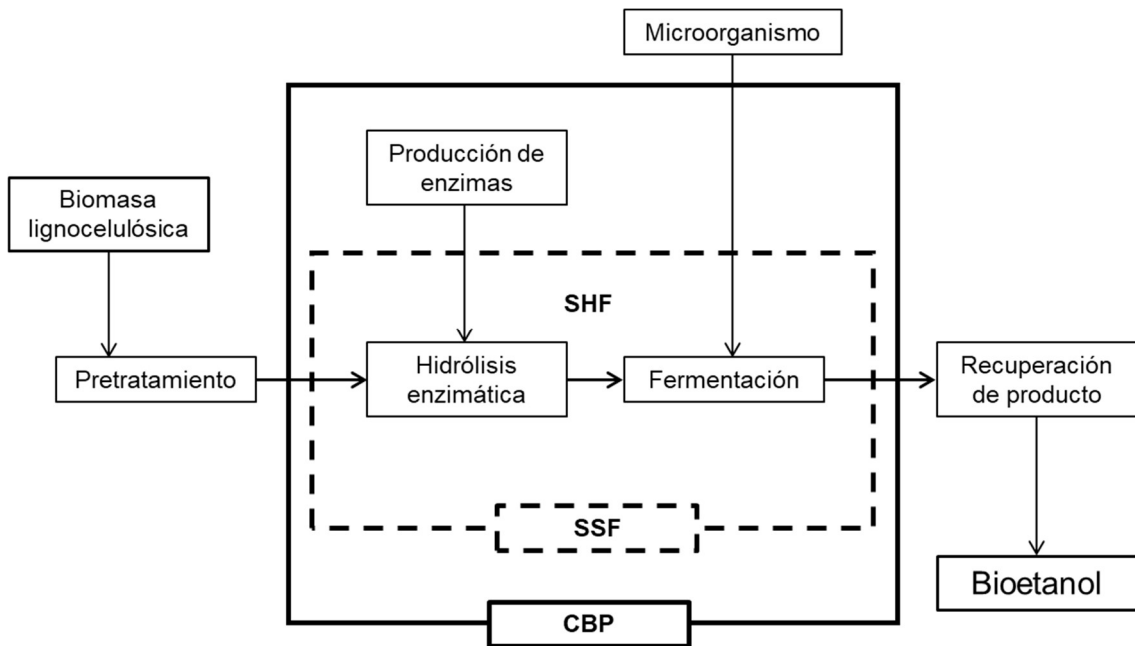 Microorganismo
Producción de
enzimas
Biomasa
lignocelulósica
SHF
Pretratamiento
Hidrólisis
enzimática
Fermentación
Recuperación
de producto
SSF
Bioetanol
CBP